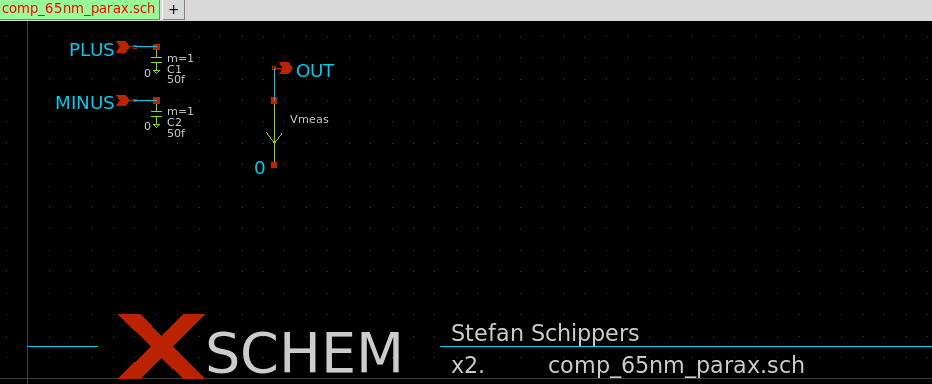 comp_65nm_parax.sch +
PLUS
m=1
C1
50f
0
OUT
MINUS
m=1
C2
50f
0
Vmeas
0
XSCHEM
Stefan Schippers
x2. comp_65nm_parax.sch